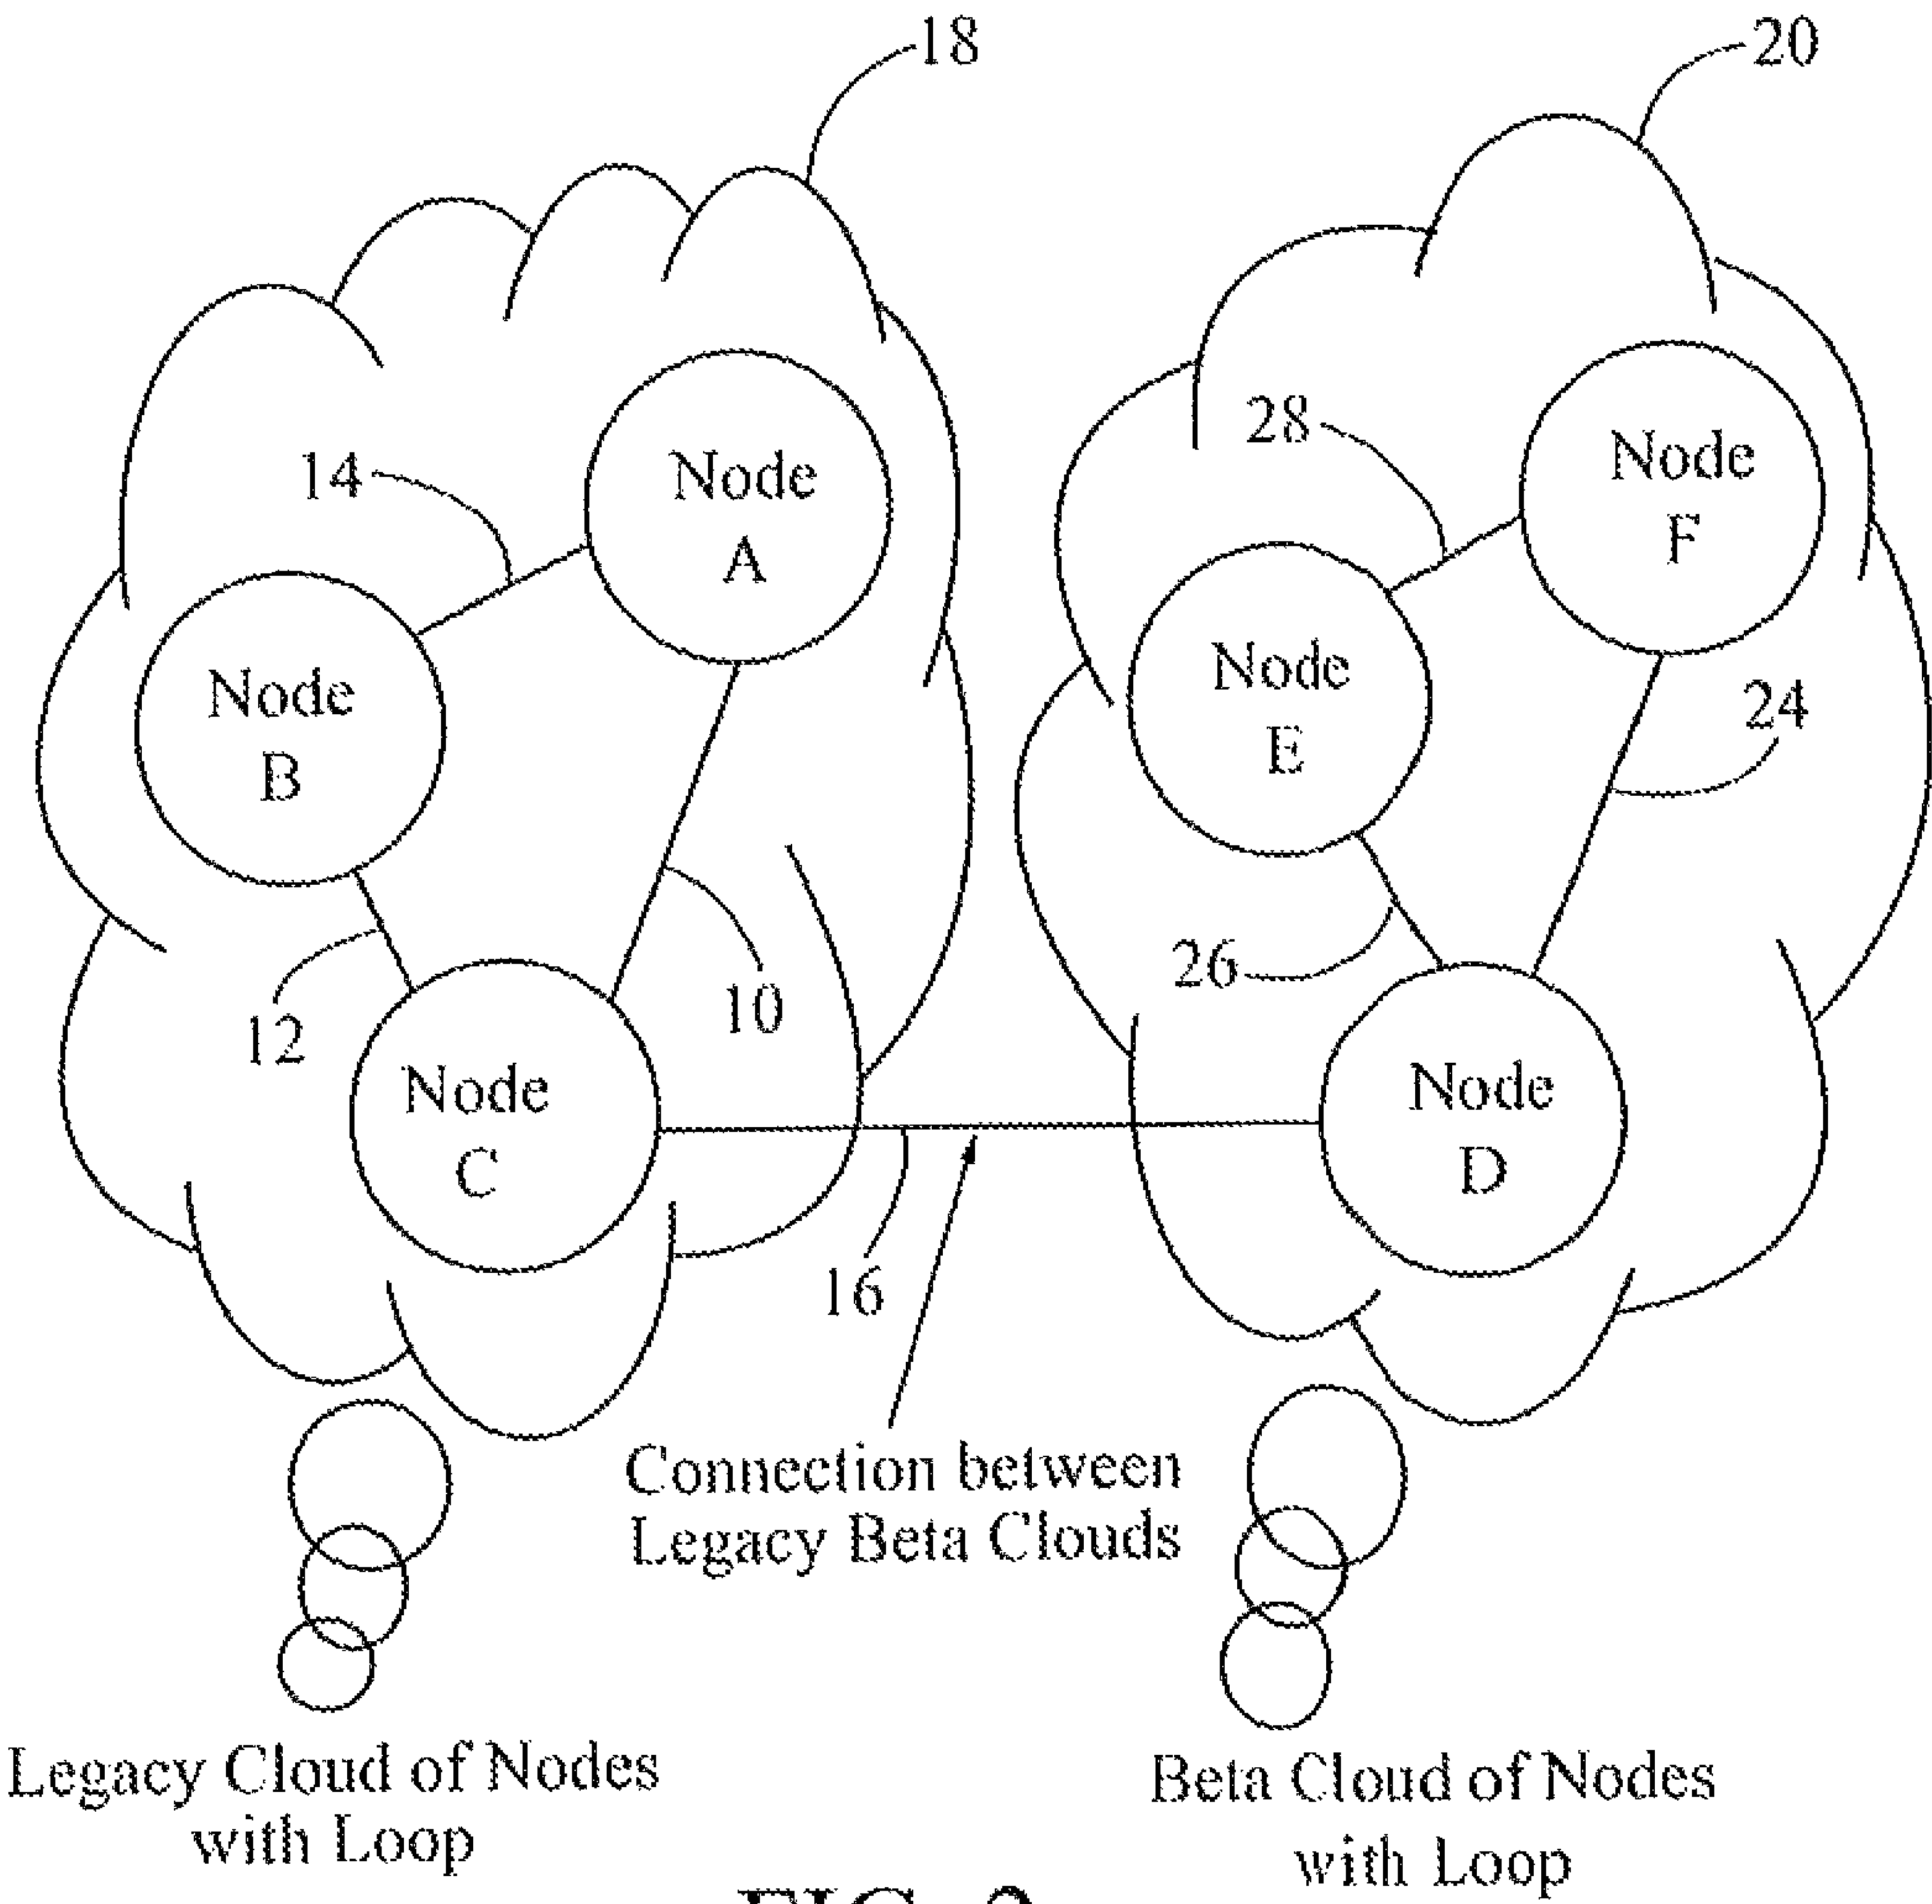 18
20
28
14
Node
A
Node
F
Node
B
Node
E
24
12
10
26
Node
C
Node
D
16
Connection between
Legacy Beta Clouds
Legacy Cloud of Nodes
with Loop
Beta Cloud of Nodes
with Loop